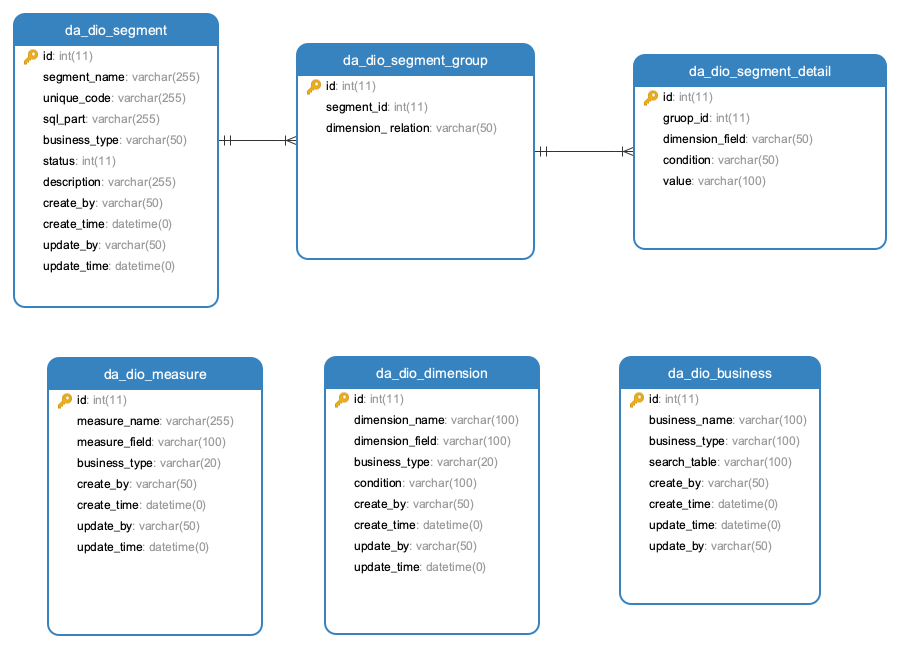 da_dio_segment
id: int(11)
segment_name: varchar(255)
unique_code: varchar(255)
sql_part: varchar(255)
business_type: varchar(50)
status: int(11)
description: varchar(255)
create_by: varchar(50)
create_time: datetime(0)
update_by: varchar(50)
update_time: datetime(0)
da_dio_segment_group
id: int(11)
segment_id: int(11)
dimension_ relation: varchar(50)
da_dio_segment_detail
id: int(11)
gruop_id: int(11)
dimension_field: varchar(50)
condition: varchar(50)
value: varchar(100)
da_dio_measure
id: int(11)
measure_name: varchar(255)
measure_field: varchar(100)
business_type: varchar(20)
create_by: varchar(50)
create_time: datetime(0)
update_by: varchar(50)
update_time: datetime(0)
da_dio_dimension
id: int(11)
dimension_name: varchar(100)
dimension_field: varchar(100)
business_type: varchar(20)
condition: varchar(100)
create_by: varchar(50)
create_time: datetime(0)
update_by: varchar(50)
update_time: datetime(0)
da_dio_business
id: int(11)
business_name: varchar(100)
business_type: varchar(100)
search_table: varchar(100)
create_by: varchar(50)
create_time: datetime(0)
update_time: datetime(0)
update_by: varchar(50)